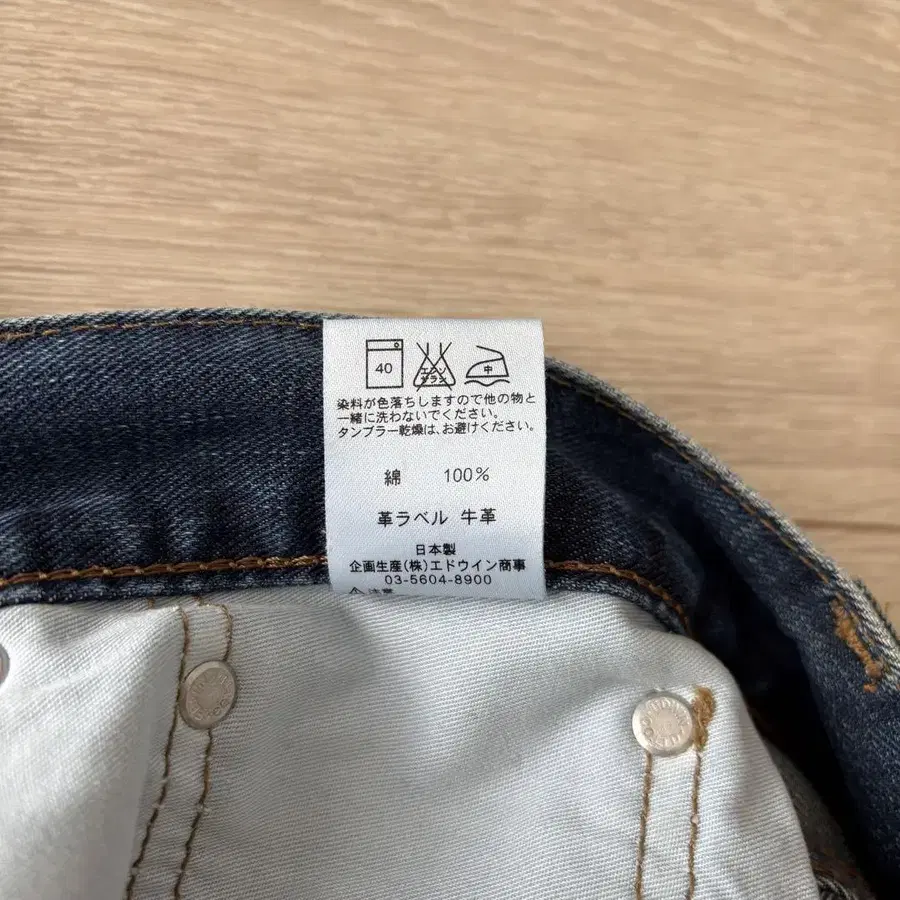 40
エンソ
サラシ
中
染料が色落ちしますので他の物と
一緒に洗わないでください。
タンブラー乾燥は、お避けください。
綿 100%
革ラベル 牛革
日本製
企画生産(株)エドウイン商事
03-5604-8900
⚠注意